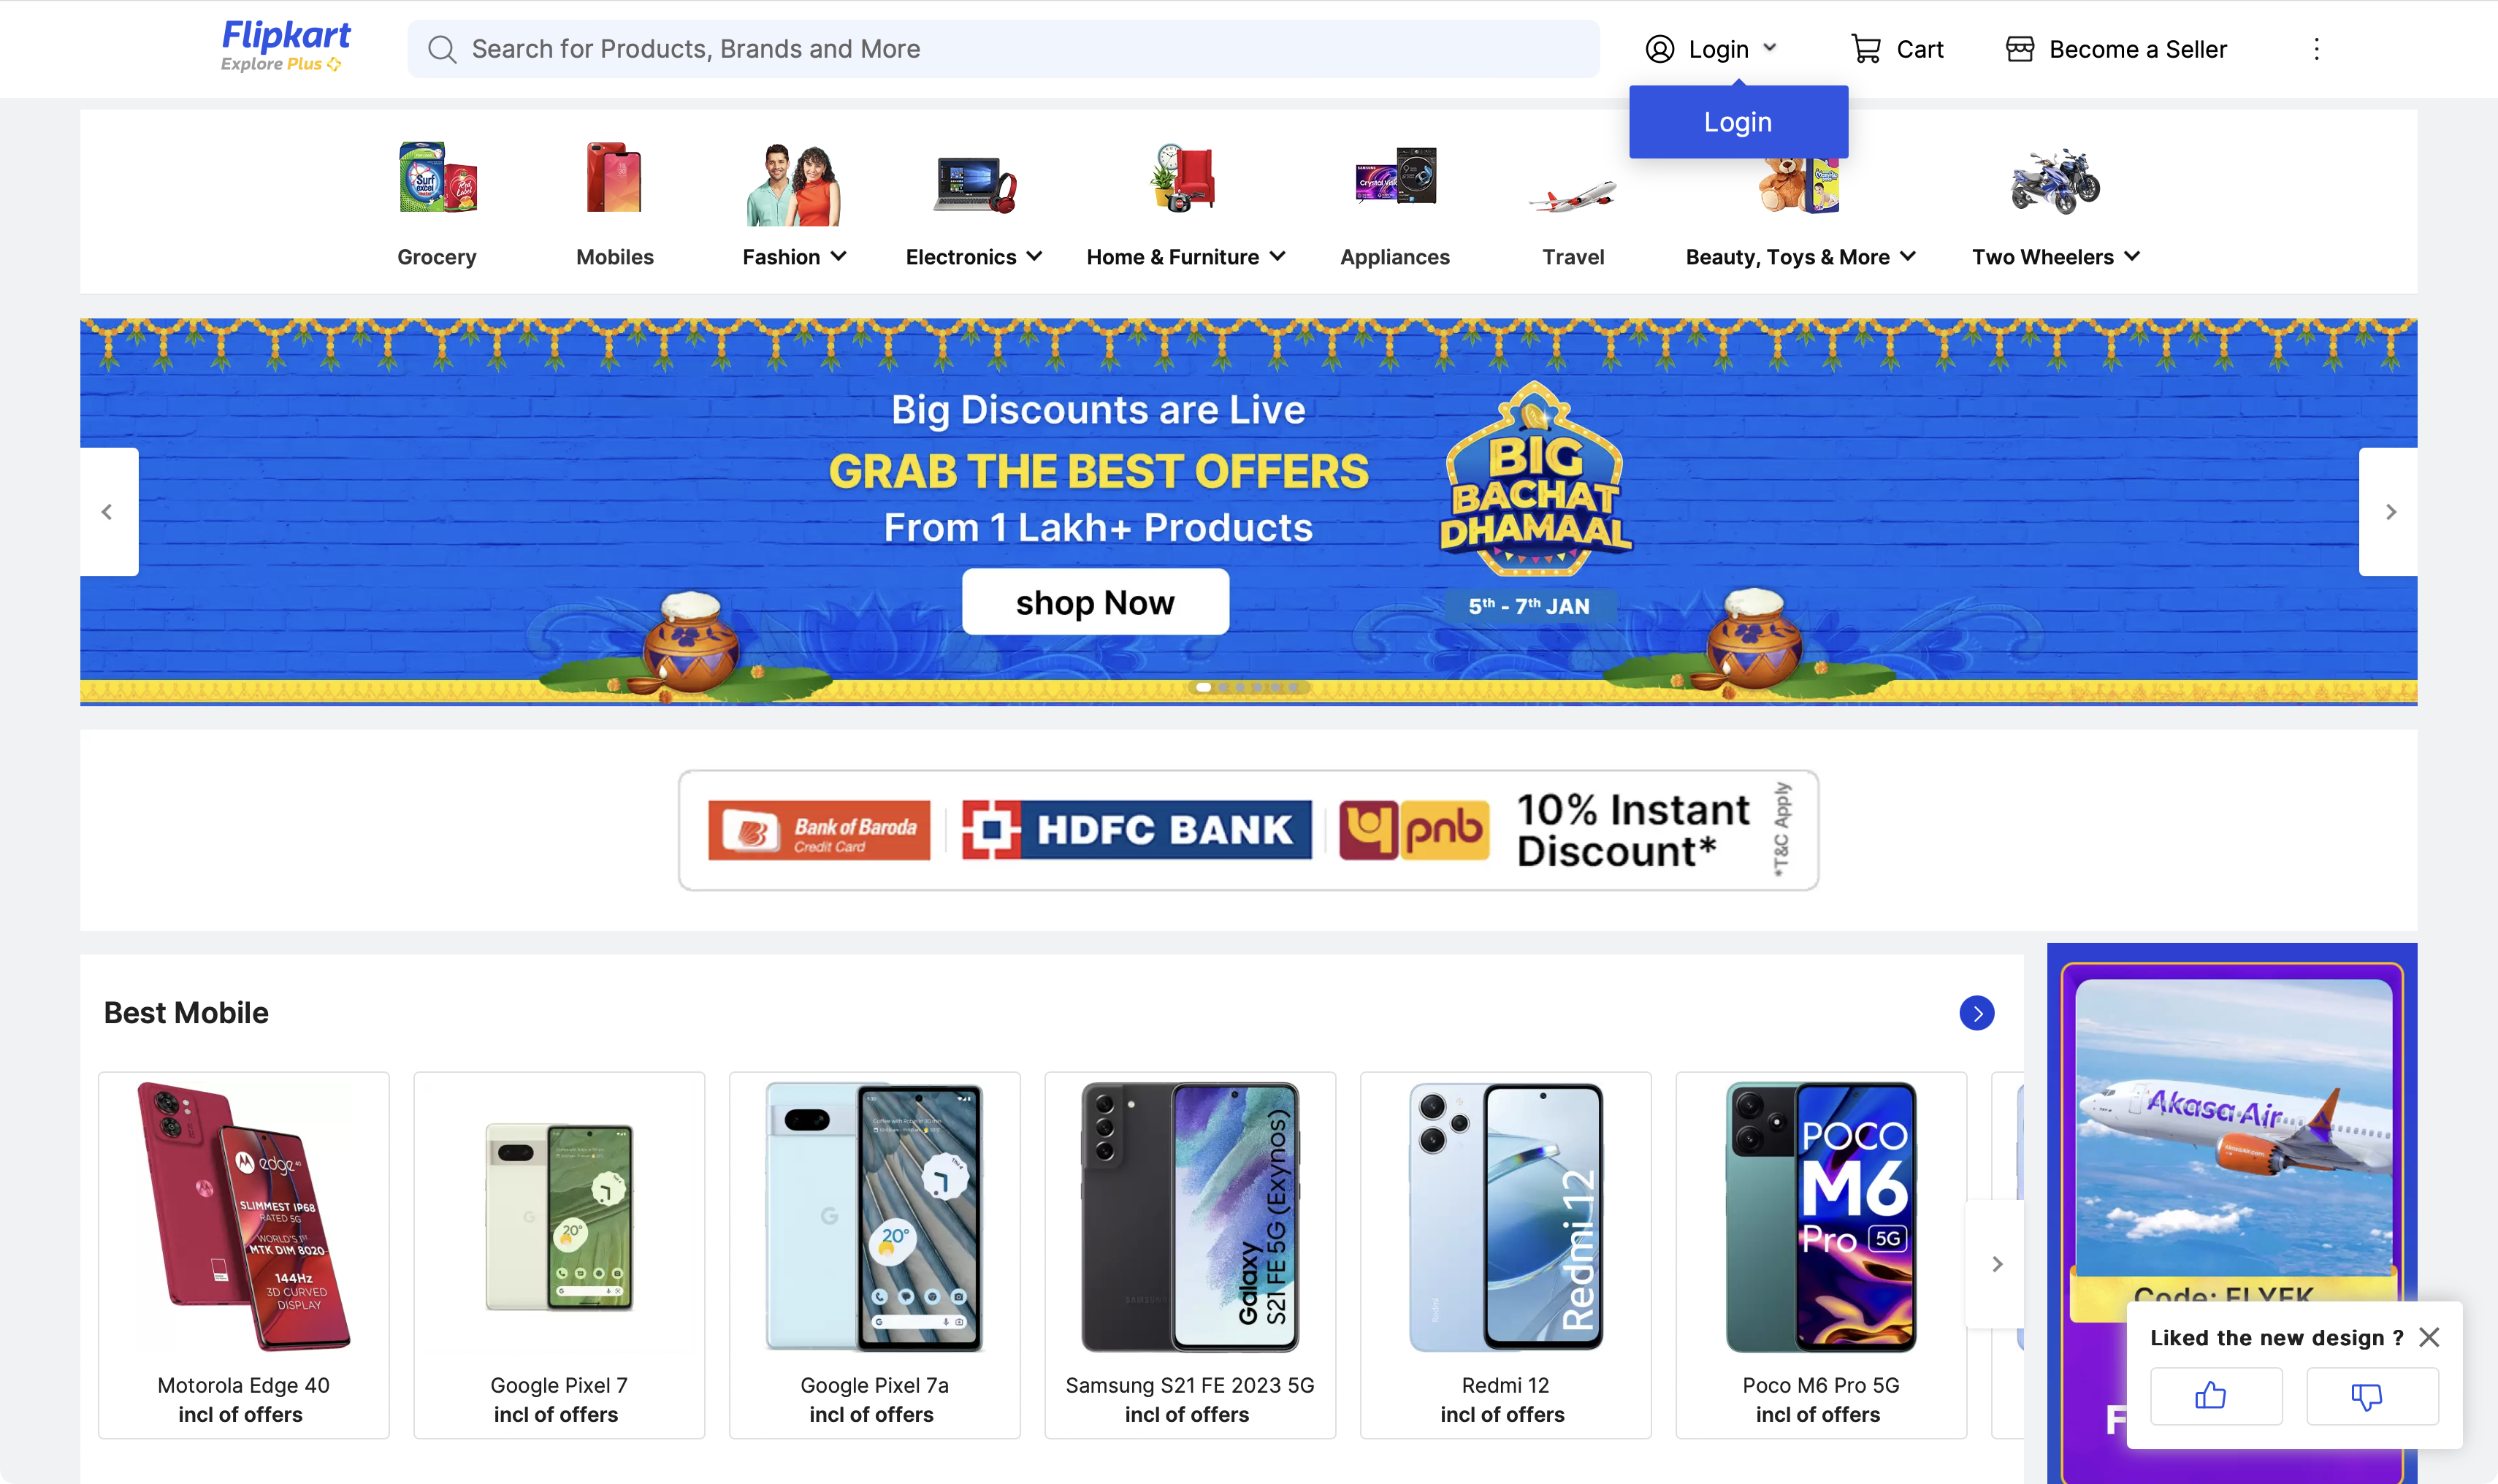 Flipkart
Explore Plus
Search for Products, Brands and More
Login
Cart
Become a Seller
Login
Grocery
Mobiles
Fashion
Electronics
Home & Furniture
Appliances
Travel
Beauty, Toys & More
Two Wheelers
Big Discounts are Live
GRAB THE BEST OFFERS
From 1 Lakh+ Products
shop Now
BIG
BACHAT
DHAMAAL
5th - 7th JAN
Bank of Baroda
Credit Card
HDFC BANK
pnb
10% Instant
Discount*
*T&C Apply
Best Mobile
edge 40
SLIMMEST IP68
RATED 5G
WORLD'S 1ST
MTK DIM 8020
144Hz
3D CURVED
DISPLAY
20°
20°
Galaxy
S21 FE 5G (Exynos)
Redmi 12
POCO
M6
Pro 5G
Motorola Edge 40
incl of offers
Google Pixel 7
incl of offers
Google Pixel 7a
incl of offers
Samsung S21 FE 2023 5G
incl of offers
Redmi 12
incl of offers
Poco M6 Pro 5G
incl of offers
Akasa Air
Code:
Liked the new design ?